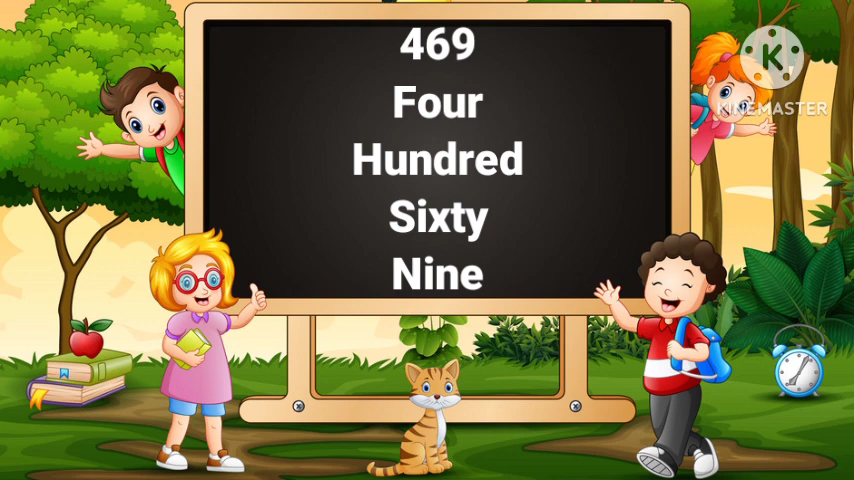 469
Four
Hundred
Sixty
Nine
K
KINEMASTER